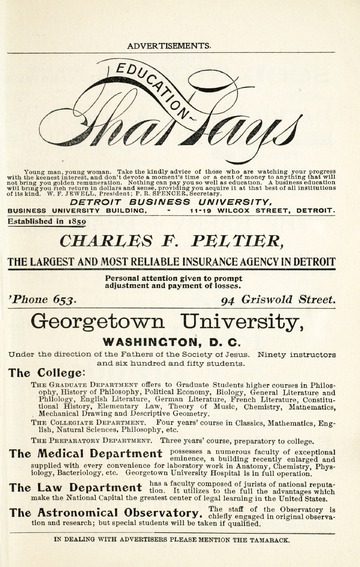 ADVERTISEMENTS.
EDUCATION
That Pays
Young man, young woman. Take the kindly advice of those who are watching your progress
with the keenest interest, and don't devote a moment's time or a cent of money to anything that will
not bring you golden remuneration. Nothing can pay you so well as education. A business education
will bring you rich return in dollars and sense, providing you acquire it at that best of all institutions
of its kind. W. F. JEWELL, President; P. R. SPENCER, Secretary.
DETROIT BUSINESS UNIVERSITY,
BUSINESS UNIVERSITY BUILDING, - 11-19 WILCOX STREET, DETROIT.
Established in 1859
CHARLES F. PELTIER,
THE LARGEST AND MOST RELIABLE INSURANCE AGENCY IN DETROIT
Personal attention given to prompt
adjustment and payment of losses.
'Phone 653. 94 Griswold Street.
Georgetown University,
WASHINGTON, D. C.
Under the direction of the Fathers of the Society of Jesus. Ninety instructors
and six hundred and fifty students.
The College:
THE GRADUATE DEPARTMENT offers to Graduate Students higher courses in Philos-
ophy, History of Philosophy, Political Economy, Biology, General Literature and
Philology, English Literature, German Literature, French Literature, Constitu-
tional History, Elementary Law, Theory of Music, Chemistry, Mathematics,
Mechanical Drawing and Descriptive Geometry.
THE COLLEGIATE DEPARTMENT. Four years' course in Classics, Mathematics, Eng-
lish, Natural Sciences, Philosophy, etc.
THE PREPARATORY DEPARTMENT. Three years' course, preparatory to college.
The Medical Department possesses a numerous faculty of exceptional
eminence, a building recently enlarged and
supplied with every convenience for laboratory work in Anatomy, Chemistry, Phys-
iology, Bacteriology, etc. Georgetown University Hospital is in full operation.
The Law Department has a faculty composed of jurists of national reputa-
tion. It utilizes to the full the advantages which
make the National Capital the greatest center of legal learning in the United States.
The Astronomical Observatory. The staff of the Observatory is
chiefly engaged in original observa-
tion and research; but special students will be taken if qualified.
IN DEALING WITH ADVERTISERS PLEASE MENTION THE TAMARACK.